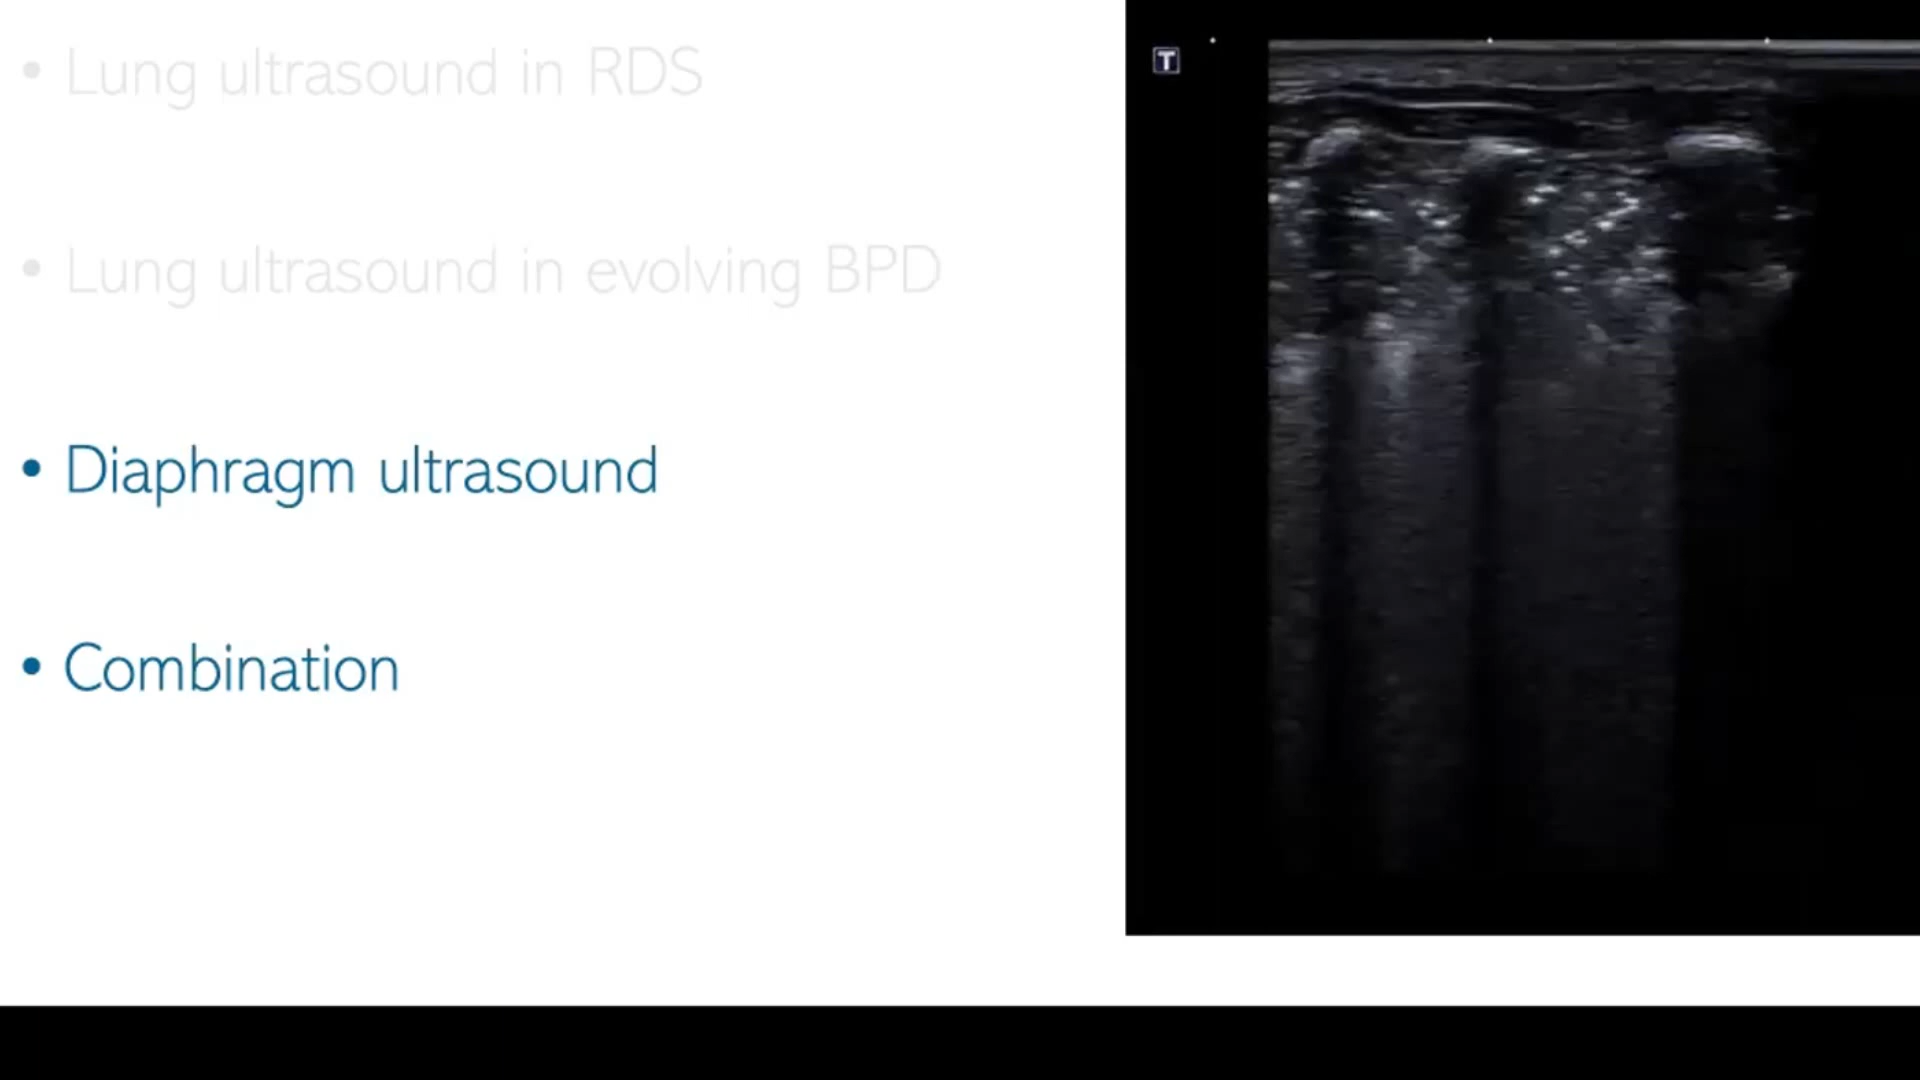 • Lung ultrasound in RDS
• Lung ultrasound in evolving BPD
• Diaphragm ultrasound
• Combination
T